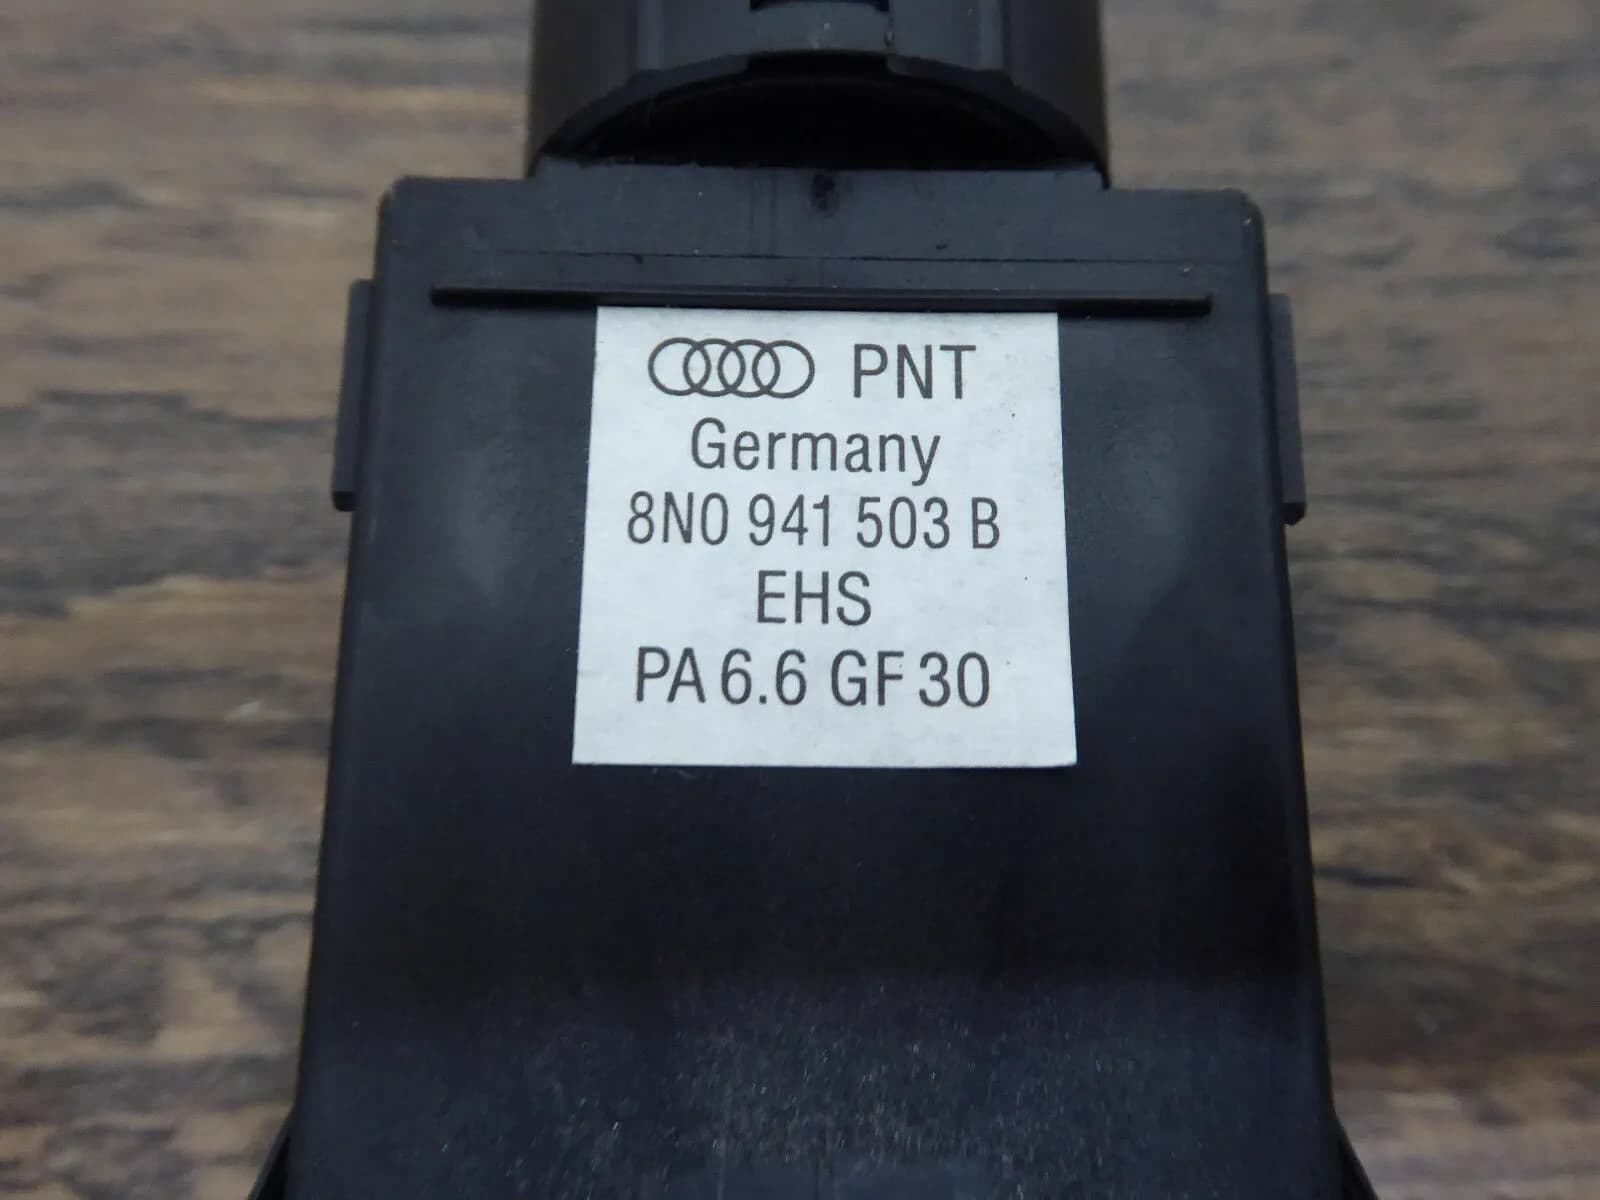 PNT
Germany
8N0 941 503 B
EHS
PA 6.6 GF 30